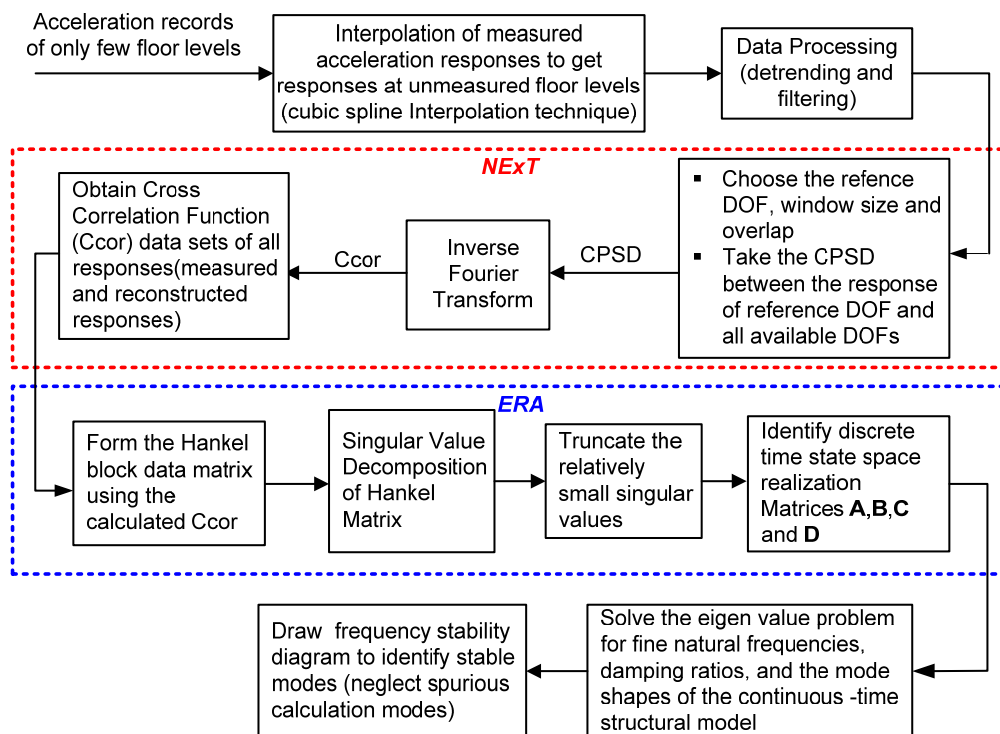 Acceleration records
of only few floor levels
Interpolation of measured
acceleration responses to get
responses at unmeasured floor levels
(cubic spline Interpolation technique)
Data Processing
(detrending and
filtering)
NExT
▪ Choose the refence
DOF, window size and
overlap
▪ Take the CPSD
between the response
of reference DOF and
all available DOFs
CPSD
Inverse
Fourier
Transform
Ccor
Obtain Cross
Correlation Function
(Ccor) data sets of all
responses(measured
and reconstructed
responses)
ERA
Form the Hankel
block data matrix
using the
calculated Ccor
Singular Value
Decomposition
of Hankel
Matrix
Truncate the
relatively
small singular
values
Identify discrete
time state space
realization
Matrices A,B,C
and D
Solve the eigen value problem
for fine natural frequencies,
damping ratios, and the mode
shapes of the continuous -time
structural model
Draw frequency stability
diagram to identify stable
modes (neglect spurious
calculation modes)